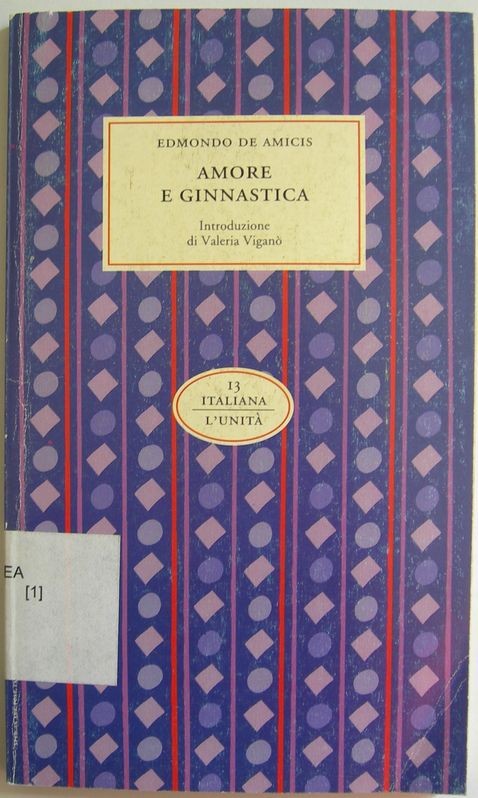 EDMONDO DE AMICIS
AMORE
E GINNASTICA
Introduzione
di Valeria Viganò
13
ITALIANA
L'UNITÀ
EA
[1]